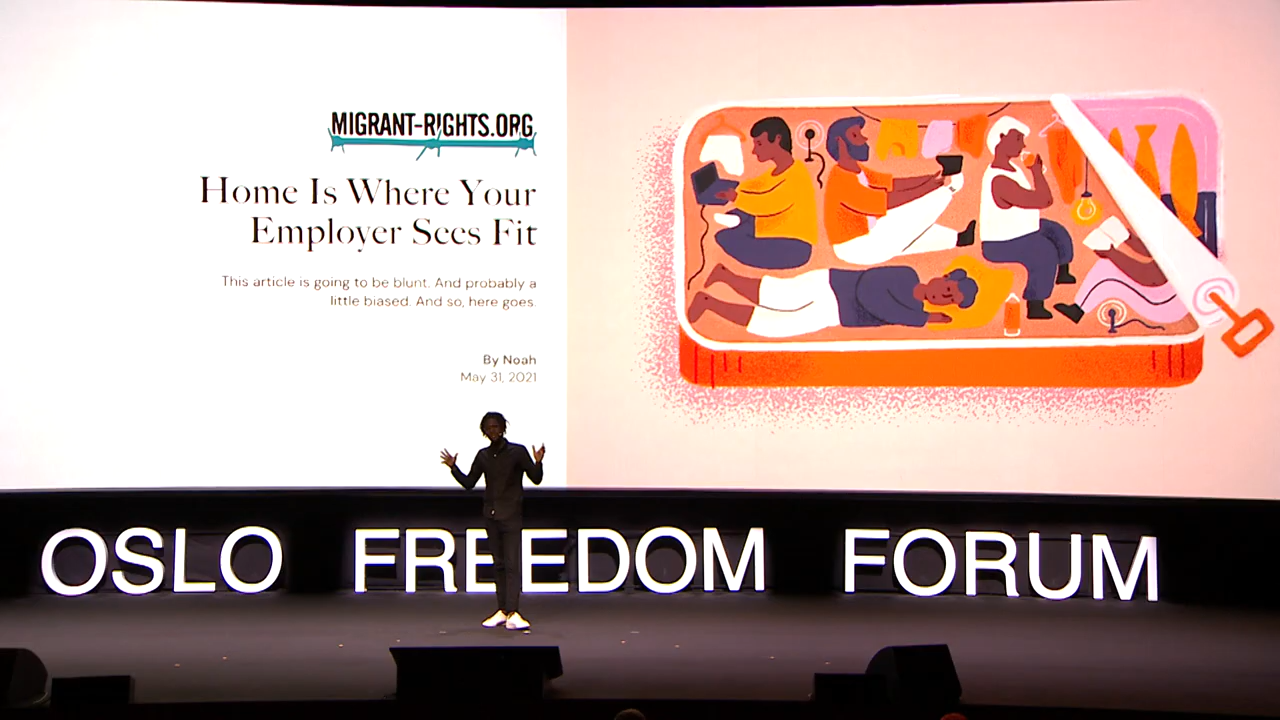 MIGRANT-RIGHTS.ORG
Home Is Where Your
Employer Sees Fit
This article is going to be blunt. And probably a
little biased. And so, here goes.
By Noah
May 31, 2021
OSLO FREEDOM FORUM